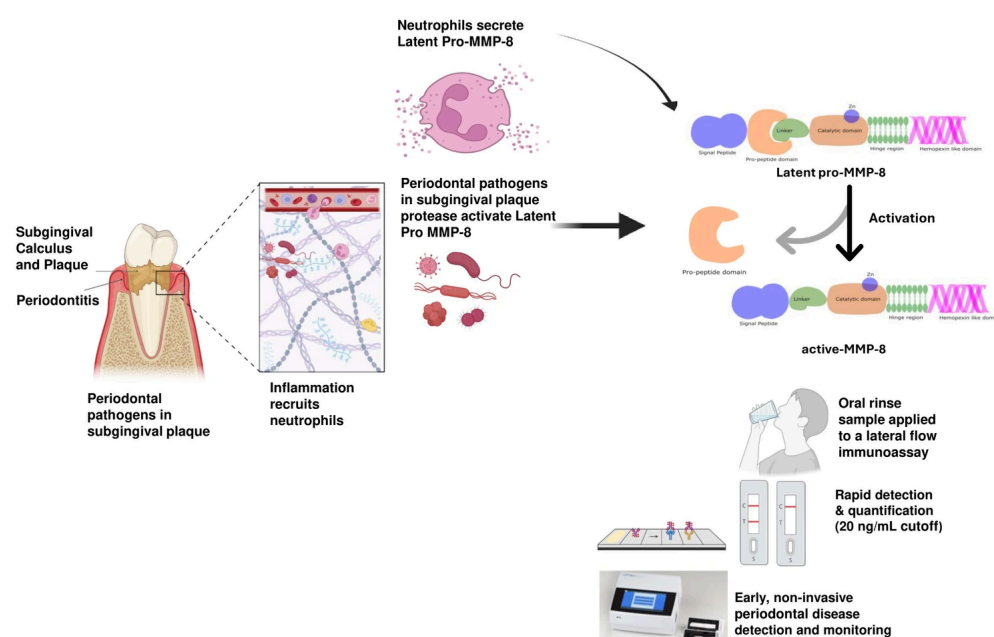 Neutrophils secrete
Latent Pro-MMP-8
Zn
Linker
Catalytic domain
Signal Peptide
Pro-peptide domain
Hinge region
Hemopexin like domain
Latent pro-MMP-8
Periodontal pathogens
in subgingival plaque
protease activate Latent
Pro MMP-8
Activation
Pro-peptide domain
Subgingival
Calculus
and Plaque
Periodontitis
Zn
Linker
Catalytic domain
Signal Peptide
Hinge region
Hemopexin like dom
active-MMP-8
Inflammation
recruits
neutrophils
Periodontal
pathogens in
subgingival plaque
Oral rinse
sample applied
to a lateral flow
immunoassay
C
T
S
C
T
S
Rapid detection
& quantification
(20 ng/mL cutoff)
Early, non-invasive
periodontal disease
detection and monitoring